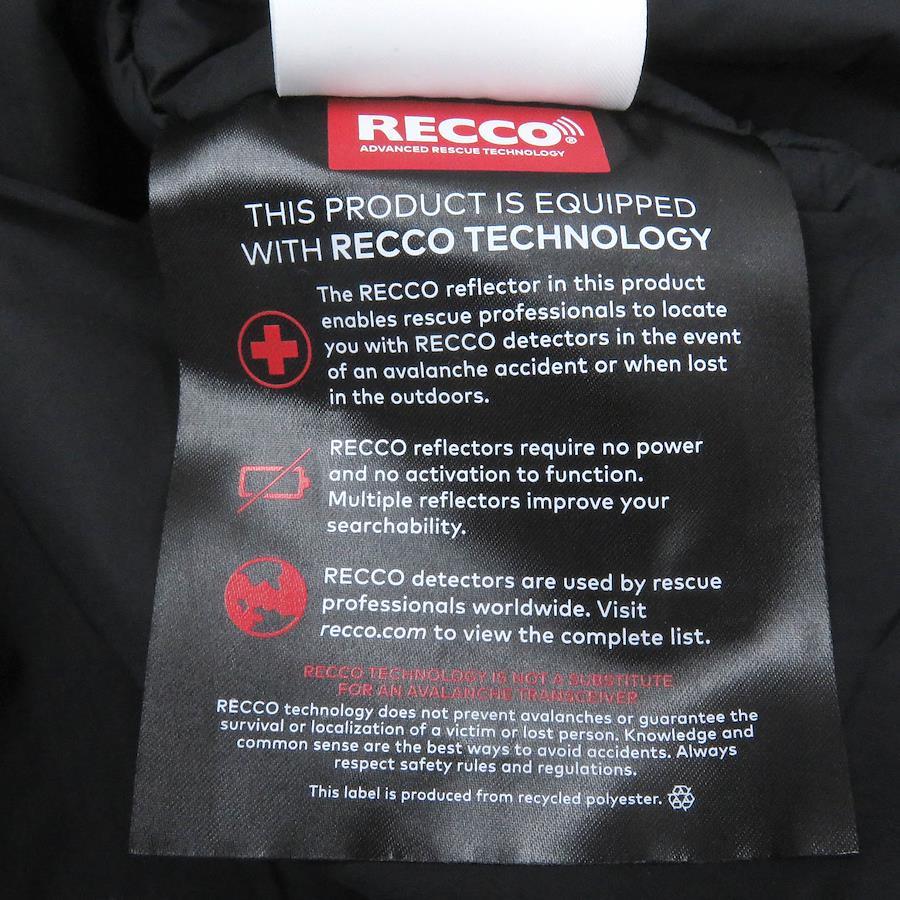 RECCO®
ADVANCED RESCUE TECHNOLOGY
THIS PRODUCT IS EQUIPPED
WITH RECCO TECHNOLOGY
The RECCO reflector in this product
enables rescue professionals to locate
you with RECCO detectors in the event
of an avalanche accident or when lost
in the outdoors.
RECCO reflectors require no power
and no activation to function.
Multiple reflectors improve your
searchability.
RECCO detectors are used by rescue
professionals worldwide. Visit
recco.com to view the complete list.
RECCO TECHNOLOGY IS NOT A SUBSTITUTE
FOR AN AVALANCHE TRANSCEIVER
RECCO technology does not prevent avalanches or guarantee the
survival or localization of a victim or lost person. Knowledge and
common sense are the best ways to avoid accidents. Always
respect safety rules and regulations.
This label is produced from recycled polyester.